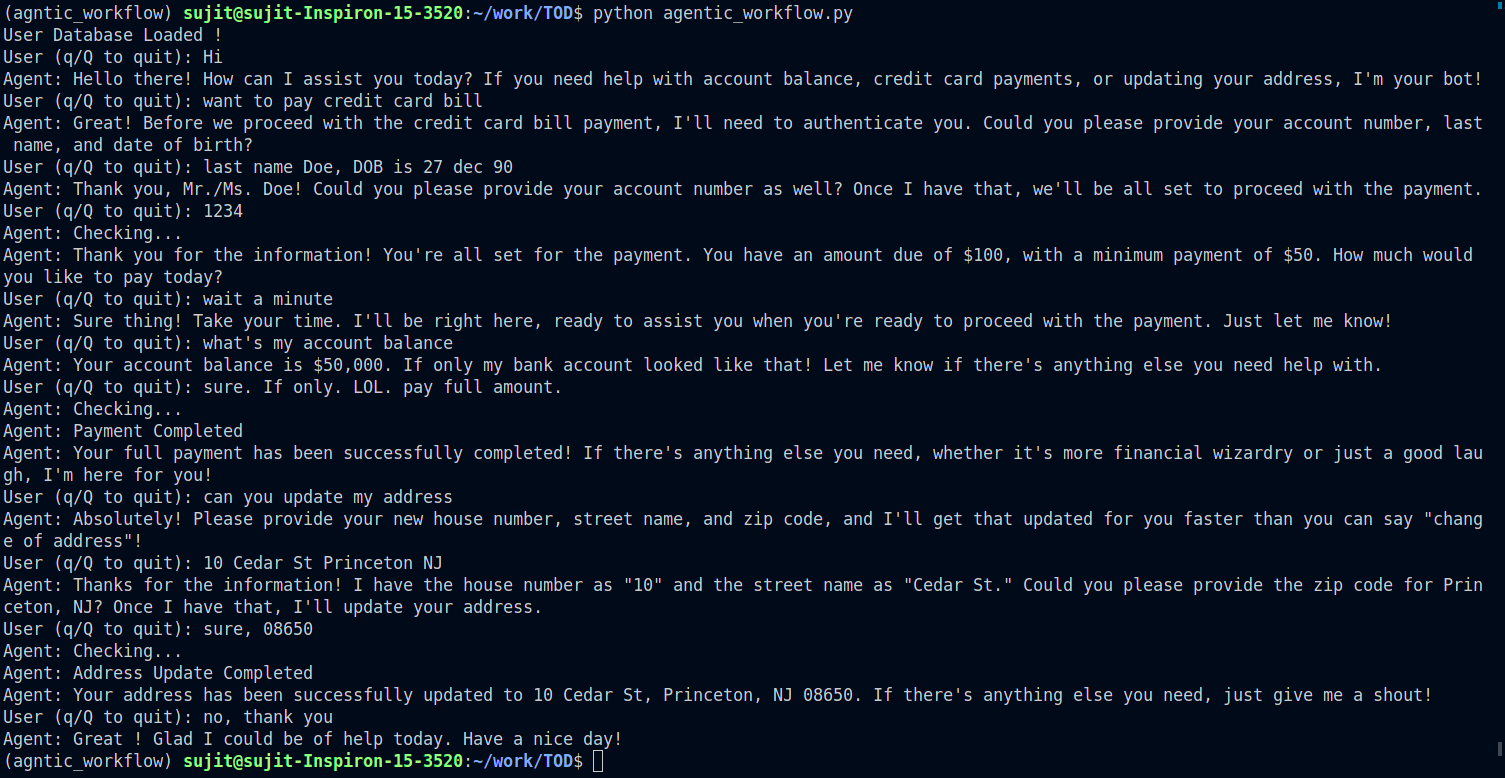 (agntic_workflow) sujit@sujit-Inspiron-15-3520:~/work/TOD$ python agentic_workflow.py
User Database Loaded !
User (q/Q to quit): Hi
Agent: Hello there! How can I assist you today? If you need help with account balance, credit card payments, or updating your address, I'm your bot!
User (q/Q to quit): want to pay credit card bill
Agent: Great! Before we proceed with the credit card bill payment, I'll need to authenticate you. Could you please provide your account number, last
 name, and date of birth?
User (q/Q to quit): last name Doe, DOB is 27 dec 90
Agent: Thank you, Mr./Ms. Doe! Could you please provide your account number as well? Once I have that, we'll be all set to proceed with the payment.
User (q/Q to quit): 1234
Agent: Checking...
Agent: Thank you for the information! You're all set for the payment. You have an amount due of $100, with a minimum payment of $50. How much would
you like to pay today?
User (q/Q to quit): wait a minute
Agent: Sure thing! Take your time. I'll be right here, ready to assist you when you're ready to proceed with the payment. Just let me know!
User (q/Q to quit): what's my account balance
Agent: Your account balance is $50,000. If only my bank account looked like that! Let me know if there's anything else you need help with.
User (q/Q to quit): sure. If only. LOL. pay full amount.
Agent: Checking...
Agent: Payment Completed
Agent: Your full payment has been successfully completed! If there's anything else you need, whether it's more financial wizardry or just a good lau
gh, I'm here for you!
User (q/Q to quit): can you update my address
Agent: Absolutely! Please provide your new house number, street name, and zip code, and I'll get that updated for you faster than you can say "chang
e of address"!
User (q/Q to quit): 10 Cedar St Princeton NJ
Agent: Thanks for the information! I have the house number as "10" and the street name as "Cedar St." Could you please provide the zip code for Prin
ceton, NJ? Once I have that, I'll update your address.
User (q/Q to quit): sure, 08650
Agent: Checking...
Agent: Address Update Completed
Agent: Your address has been successfully updated to 10 Cedar St, Princeton, NJ 08650. If there's anything else you need, just give me a shout!
User (q/Q to quit): no, thank you
Agent: Great ! Glad I could be of help today. Have a nice day!
(agntic_workflow) sujit@sujit-Inspiron-15-3520:~/work/TOD$